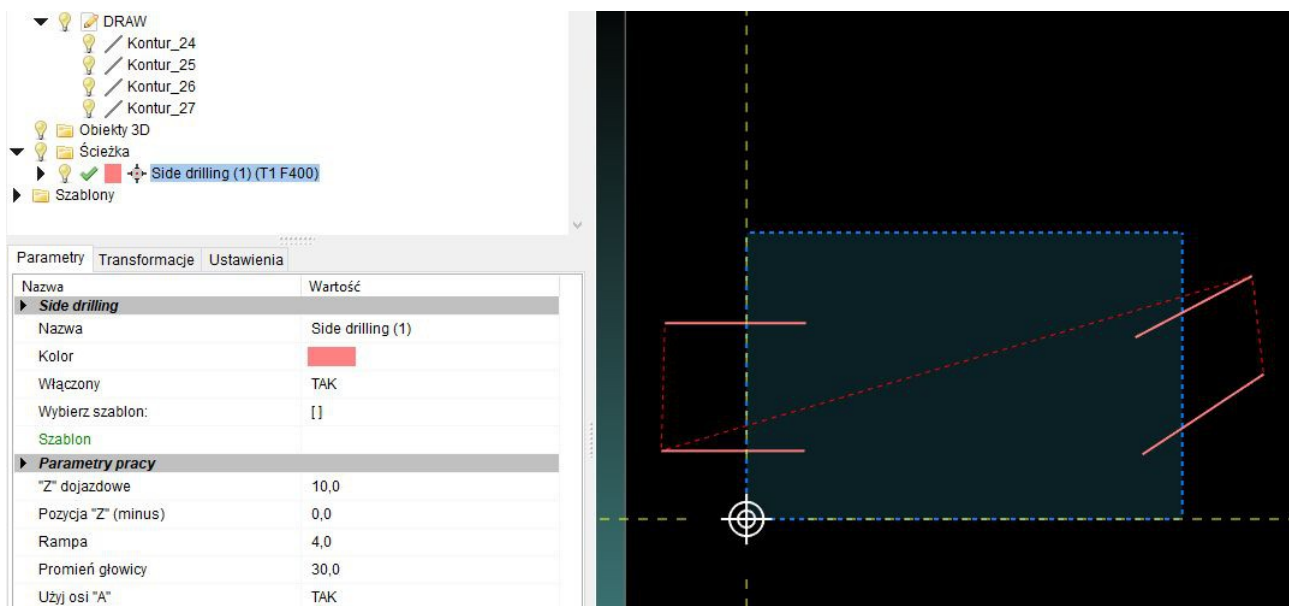 DRAW
Kontur_24
Kontur_25
Kontur_26
Kontur_27
Obiekty 3D
Ścieżka
Side drilling (1) (T1 F400)
Szablony
Parametry Transformacje Ustawienia
Nazwa Wartość
Side drilling
Nazwa Side drilling (1)
Kolor
Włączony TAK
Wybierz szablon: []
Szablon
Parametry pracy
"Z" dojazdowe 10,0
Pozycja "Z" (minus) 0,0
Rampa 4,0
Promień głowicy 30,0
Użyj osi "A" TAK